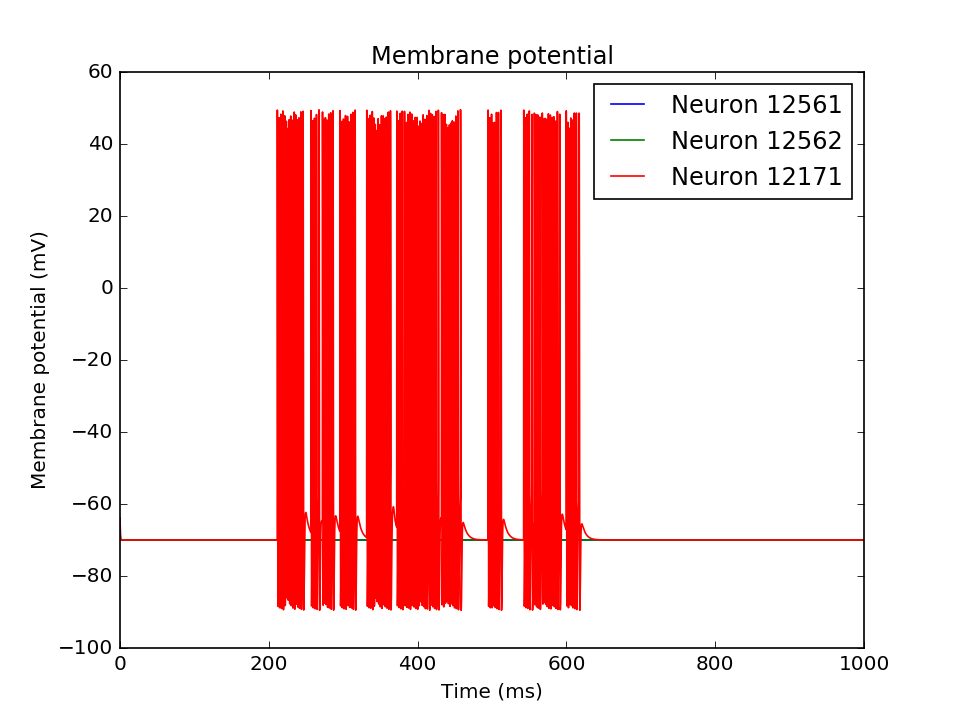 Membrane potential
60
40
20
0
−20
−40
−60
−80
−100
Membrane potential (mV)
Neuron 12561
Neuron 12562
Neuron 12171
0 200 400 600 800 1000
Time (ms)